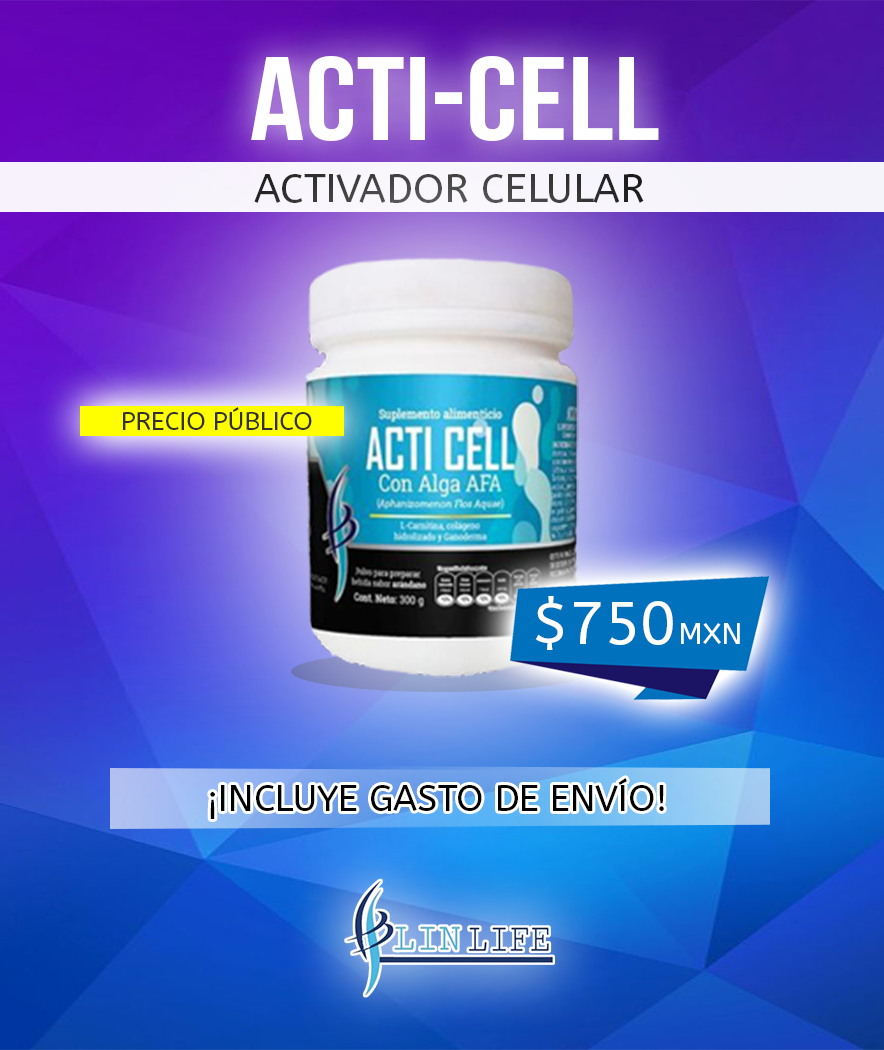 ACTI-CELL
ACTIVADOR CELULAR
PRECIO PÚBLICO
Suplemento alimenticio
ACTI CELL
Con Alga AFA
(Aphanizomenon Flos Aquae)
L-Carnitina, colageno
hidrolizado y Ganoderma
Polvo para preparar
bebida sabor arándano
Cont. Neto: 300 g
$750 MXN
¡INCLUYE GASTO DE ENVÍO!
LIN LIFE